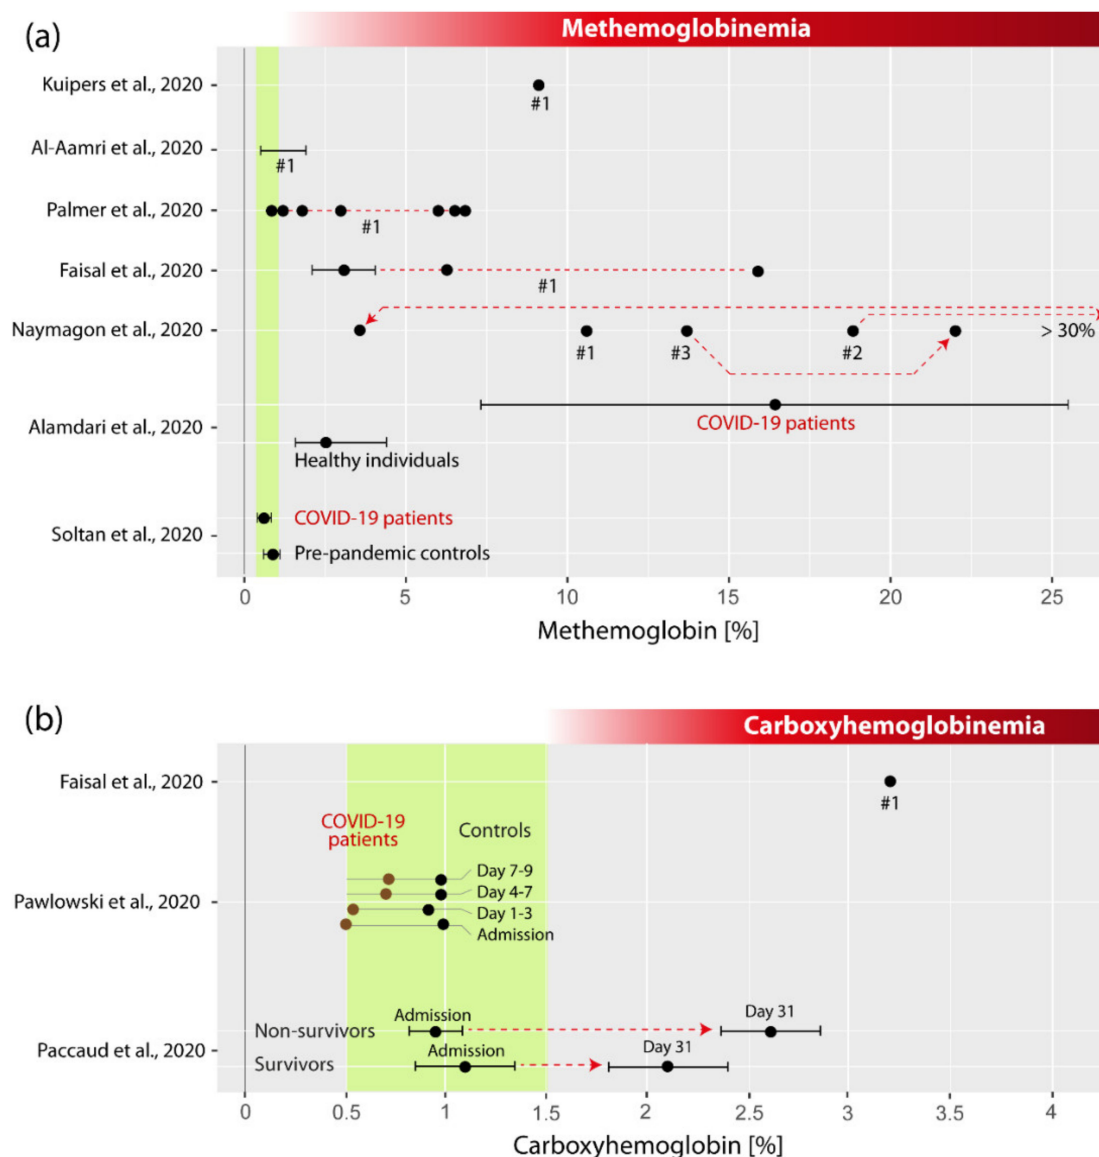 (a)
Methemoglobinemia
Kuipers et al., 2020
#1
Al-Aamri et al., 2020
#1
Palmer et al., 2020
#1
Faisal et al., 2020
#1
Naymagon et al., 2020
#1
#3
#2
> 30%
Alamdari et al., 2020
COVID-19 patients
Healthy individuals
Soltan et al., 2020
COVID-19 patients
Pre-pandemic controls
0 5 10 15 20 25
Methemoglobin [%]
(b)
Carboxyhemoglobinemia
Faisal et al., 2020
#1
COVID-19
patients
Controls
Pawlowski et al., 2020
Day 7-9
Day 4-7
Day 1-3
Admission
Paccaud et al., 2020
Non-survivors
Admission
Day 31
Survivors
Admission
Day 31
0 0.5 1 1.5 2 2.5 3 3.5 4
Carboxyhemoglobin [%]